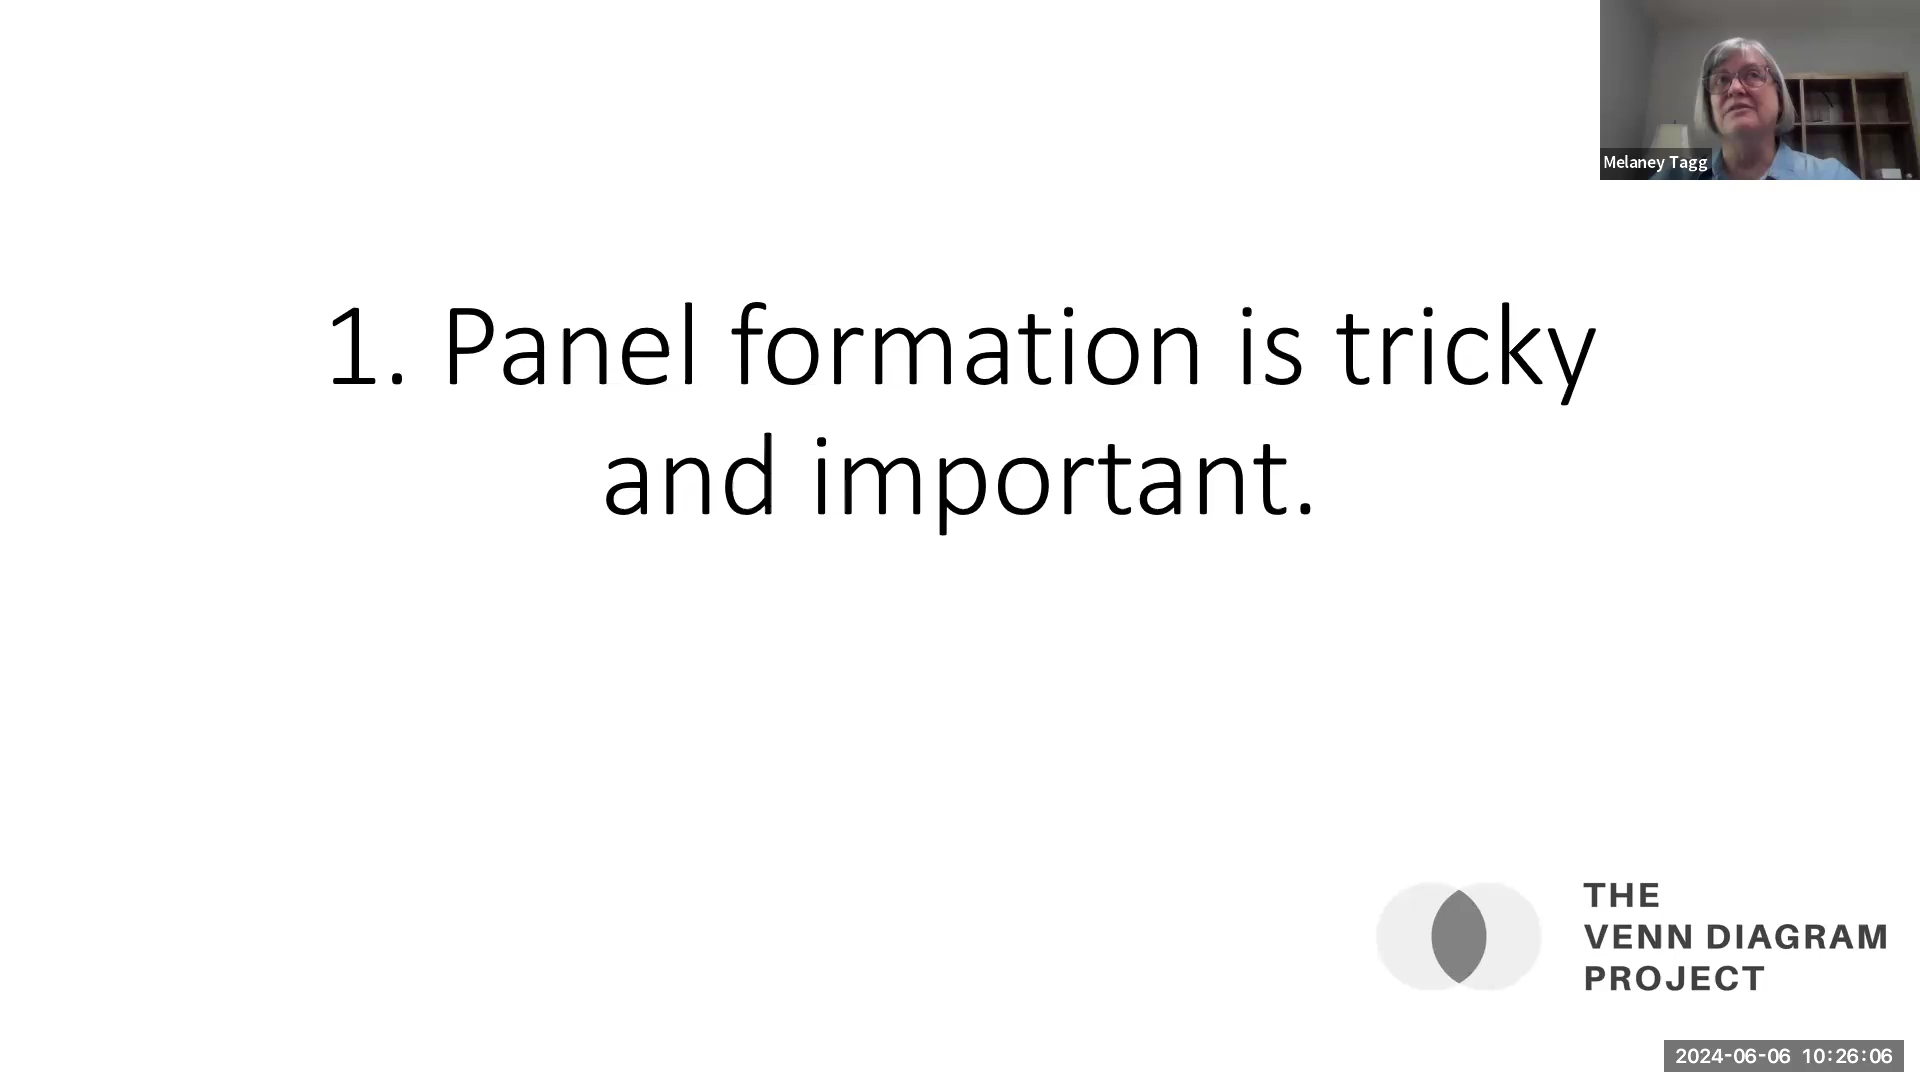 Melaney Tagg
1. Panel formation is tricky
and important.
THE
VENN DIAGRAM
PROJECT
2024-06-06 10:26:06